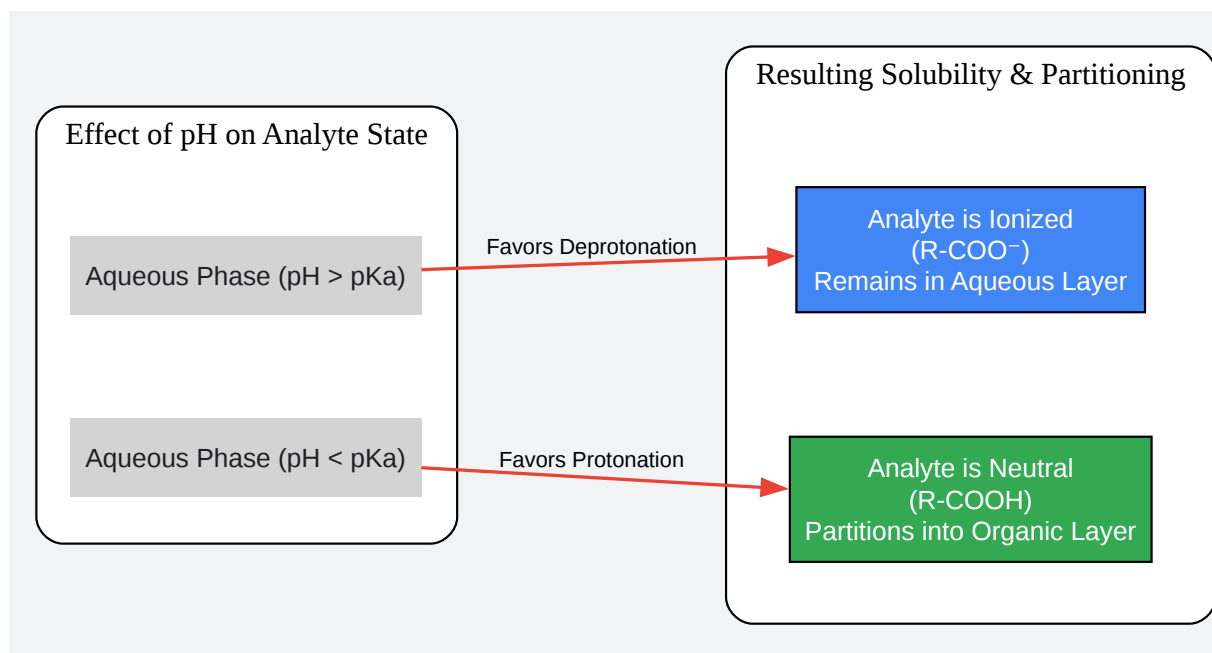 Effect of pH on Analyte State
Aqueous Phase (pH > pKa)
Aqueous Phase (pH < pKa)
Favors Deprotonation
Favors Protonation
Resulting Solubility & Partitioning
Analyte is Ionized
(R-COO⁻)
Remains in Aqueous Layer
Analyte is Neutral
(R-COOH)
Partitions into Organic Layer